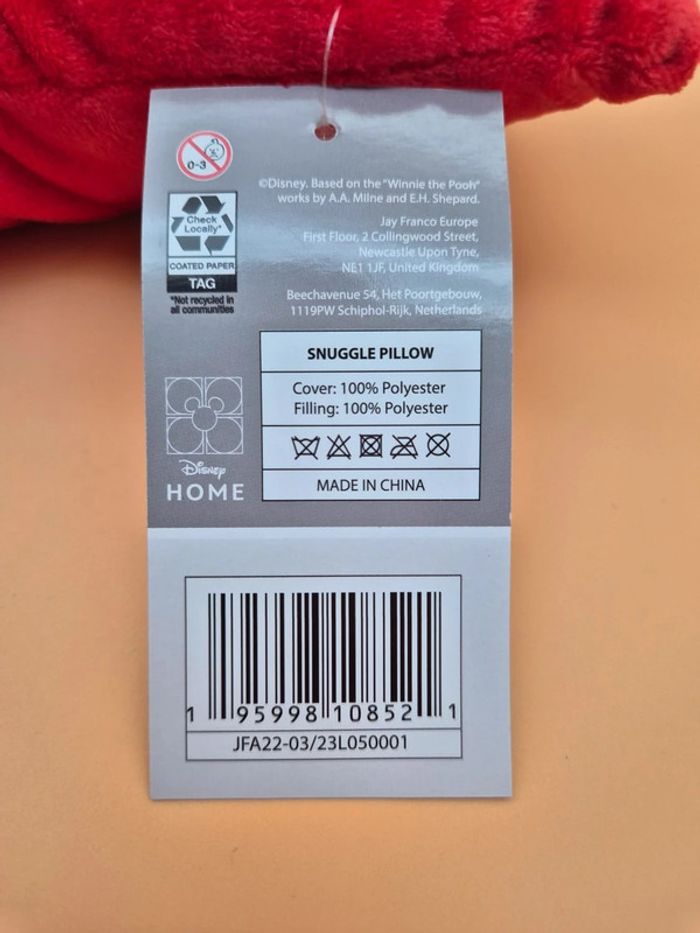 0-3
©Disney. Based on the "Winnie the Pooh"
works by A.A. Milne and E.H. Shepard.
Jay Franco Europe
First Floor, 2 Collingwood Street,
Newcastle Upon Tyne,
NE1 1JF, United Kingdom
Beechavenue 54, Het Poortgebouw,
1119PW Schiphol-Rijk, Netherlands
Check
Locally*
COATED PAPER
TAG
*Not recycled in
all communities
SNUGGLE PILLOW
Cover: 100% Polyester
Filling: 100% Polyester
MADE IN CHINA
Disney
HOME
1 95998 10852 1
JFA22-03/23L050001